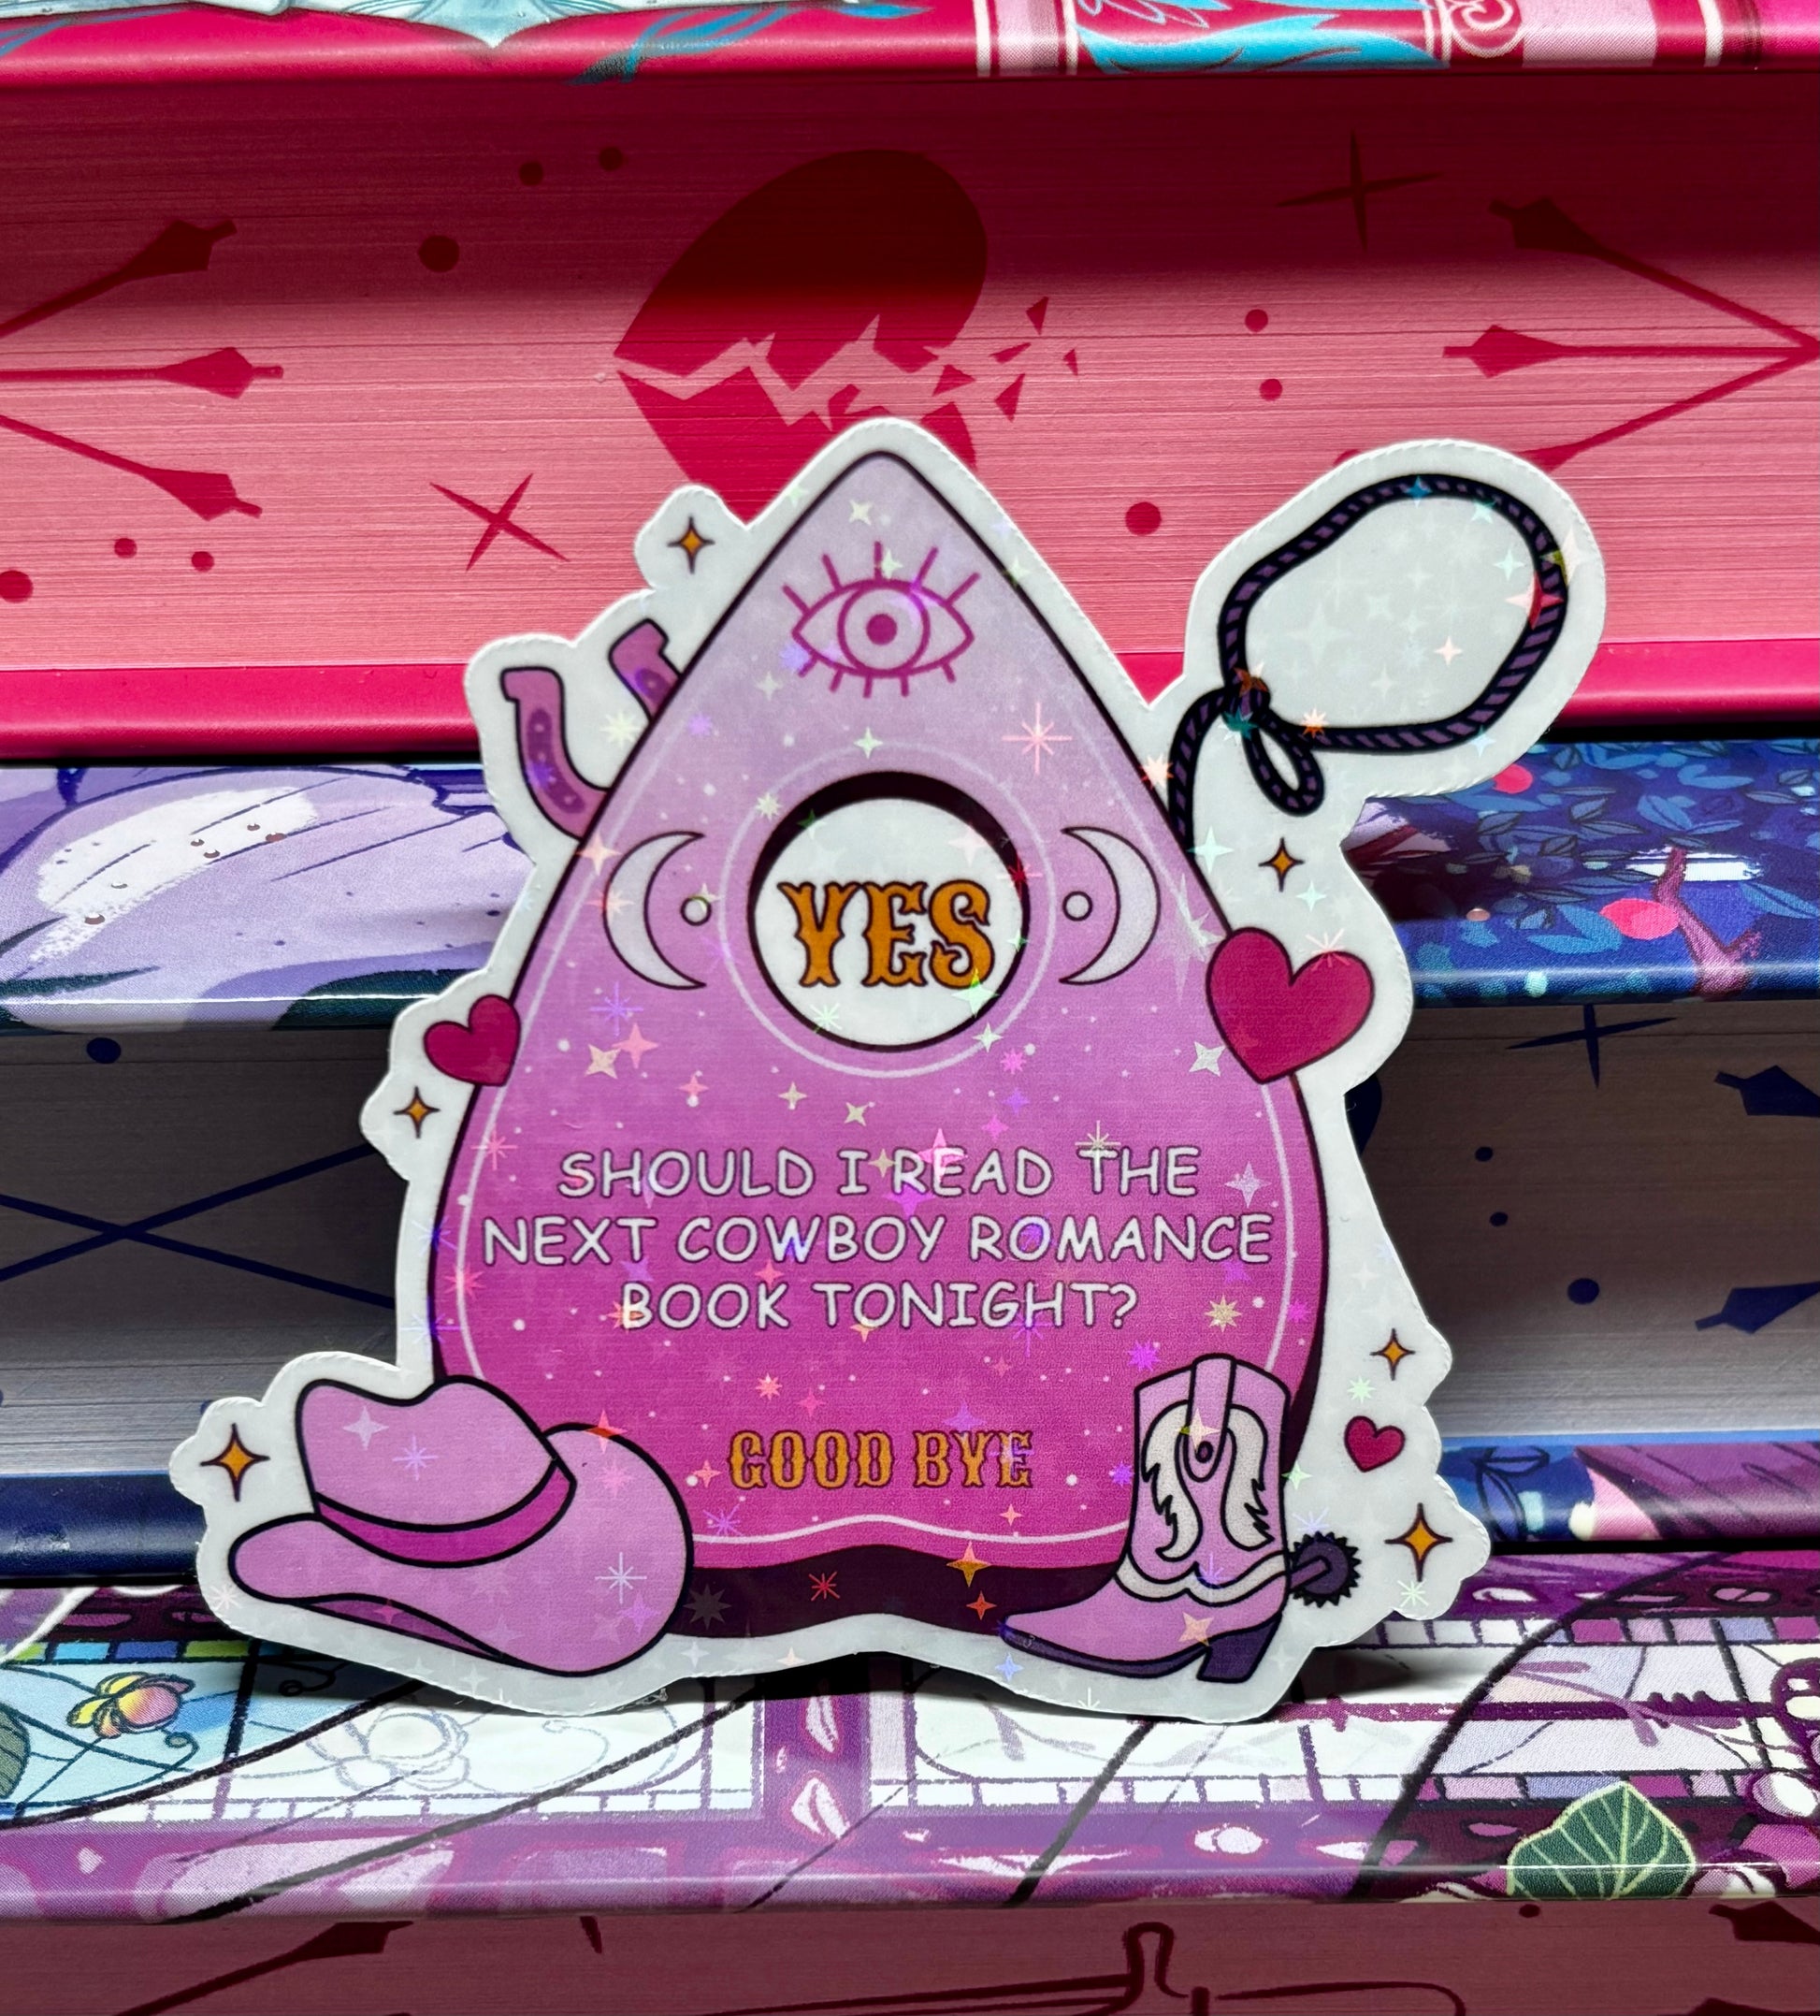 YES
SHOULD I READ THE
NEXT COWBOY ROMANCE
BOOK TONIGHT?
GOOD BYE